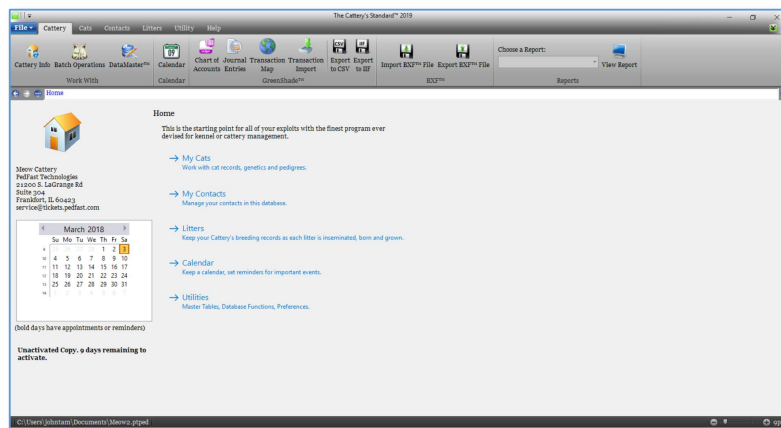 The Cattery's Standard™ 2019
File Cattery Cats Contacts Litters Utility Help
Cattery Info Batch Operations DataMaster™ Calendar Chart of Accounts Journal Entries Transaction Map Transaction Import Export to CSV Export to IIF Import BXF™ File Export BXF™ File Choose a Report: View Report
Work With Calendar GreenShade™ BXF™ Reports
Home
Home
This is the starting point for all of your exploits with the finest program ever
devised for kennel or cattery management.
→ My Cats
Work with cat records, genetics and pedigrees.
→ My Contacts
Manage your contacts in this database.
→ Litters
Keep your Cattery's breeding records as each litter is inseminated, born and grown.
→ Calendar
Keep a calendar, set reminders for important events.
→ Utilities
Master Tables, Database Functions, Preferences.
Meow Cattery
PedFast Technologies
21200 S. LaGrange Rd
Suite 304
Frankfort, IL 60423
service@tickets.pedfast.com
March 2018
Su Mo Tu We Th Fr Sa
1 2 3
10 4 5 6 7 8 9 10
11 11 12 13 14 15 16 17
12 18 19 20 21 22 23 24
13 25 26 27 28 29 30 31
14
(bold days have appointments or reminders)
Unactivated Copy. 9 days remaining to
activate.
C:\Users\johntam\Documents\Meow2.ptped